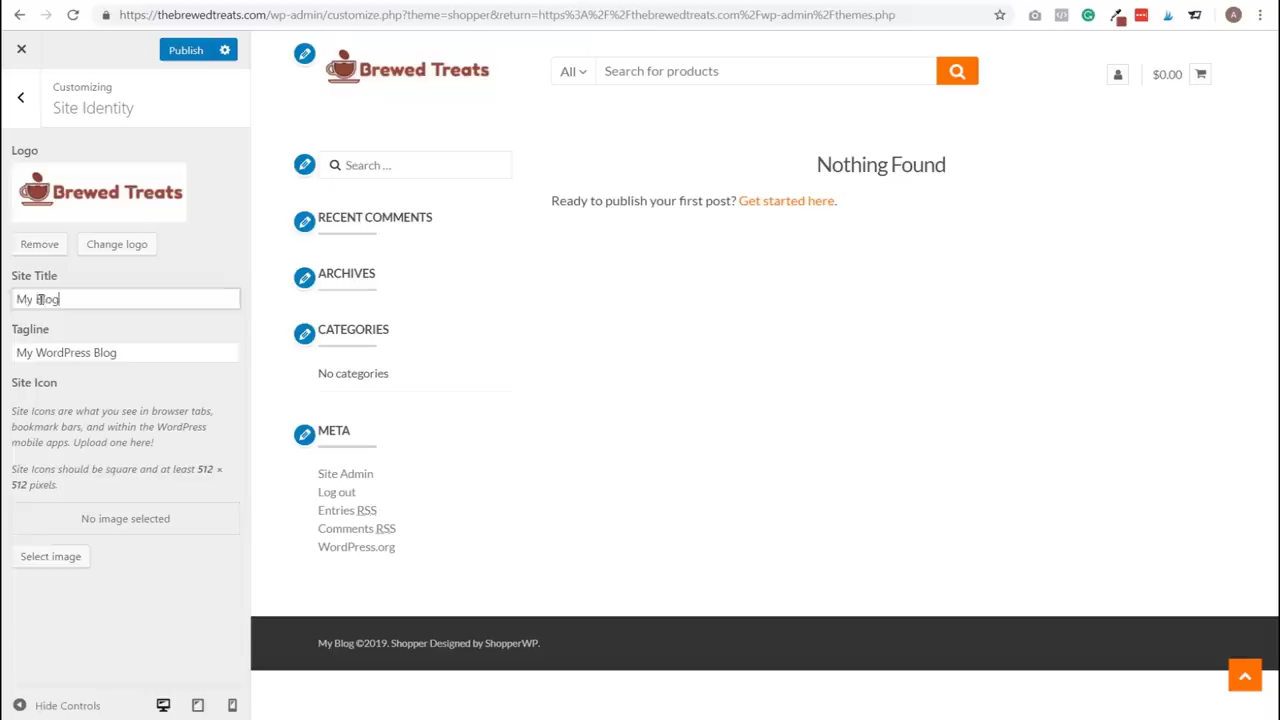 https://thebrewedtreats.com/wp-admin/customize.php?theme=shopper&return=https%3A%2F%2Fthebrewedtreats.com%2Fwp-admin%2Fthemes.php
A
Publish
Customizing
Site Identity
Logo
Brewed Treats
Remove
Change logo
Site Title
My Blog
Tagline
My WordPress Blog
Site Icon
Site Icons are what you see in browser tabs,
bookmark bars, and within the WordPress
mobile apps. Upload one here!
Site Icons should be square and at least 512 ×
512 pixels.
No image selected
Select image
Hide Controls
Brewed Treats
All
Search for products
$0.00
Search ...
RECENT COMMENTS
ARCHIVES
CATEGORIES
No categories
META
Site Admin
Log out
Entries RSS
Comments RSS
WordPress.org
Nothing Found
Ready to publish your first post? Get started here.
My Blog ©2019. Shopper Designed by ShopperWP.